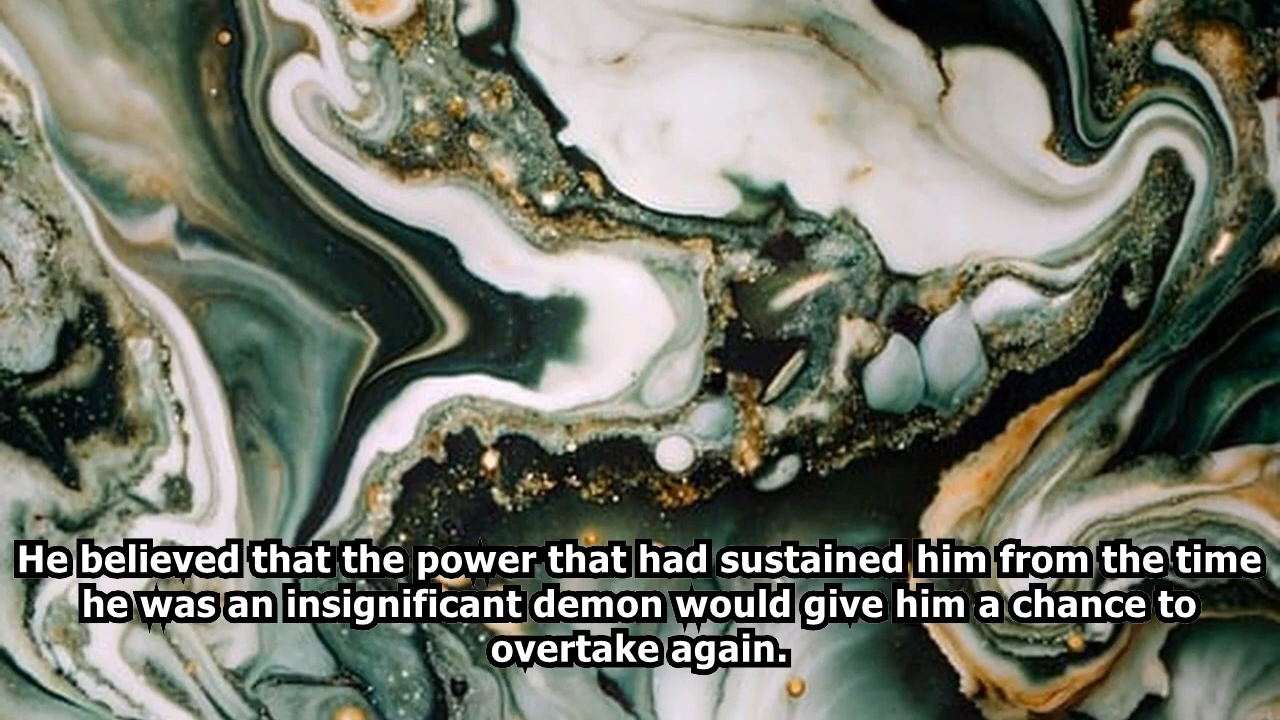 He believed that the power that had sustained him from the time
he was an insignificant demon would give him a chance to
overtake again.